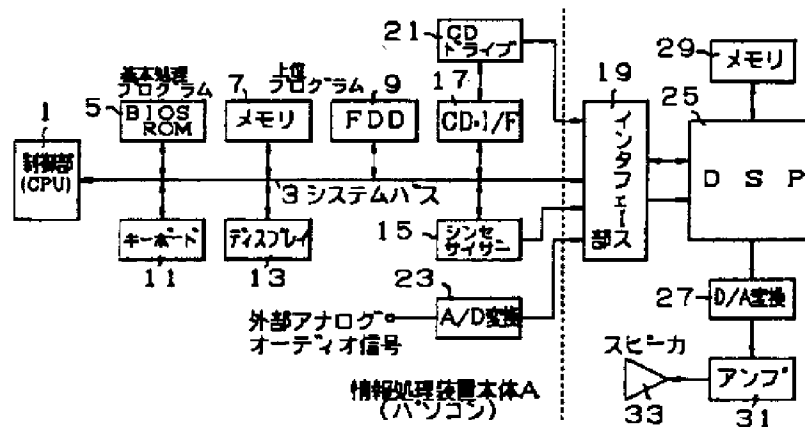 21
CD
ドライブ
29
メモリ
基本処理
プログラム
上位
プログラム
19
1
5
BIOS
ROM
7
メモリ
9
FDD
17
CD・I/F
25
DSP
制御部
(CPU)
インタフェース部
3 システムバス
キーボード
11
ディスプレイ
13
15
シンセ
サイザー
23
A/D変換
27
D/A変換
外部アナログ
オーディオ信号
スピーカ
33
アンプ
31
情報処理装置本体A
(パソコン)